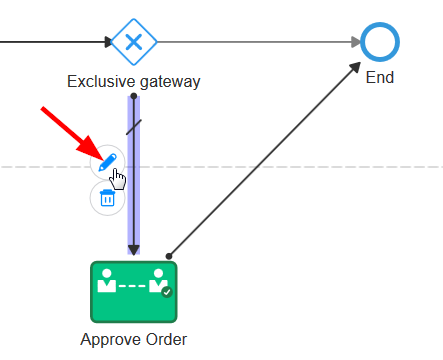 Exclusive gateway
End
Approve Order